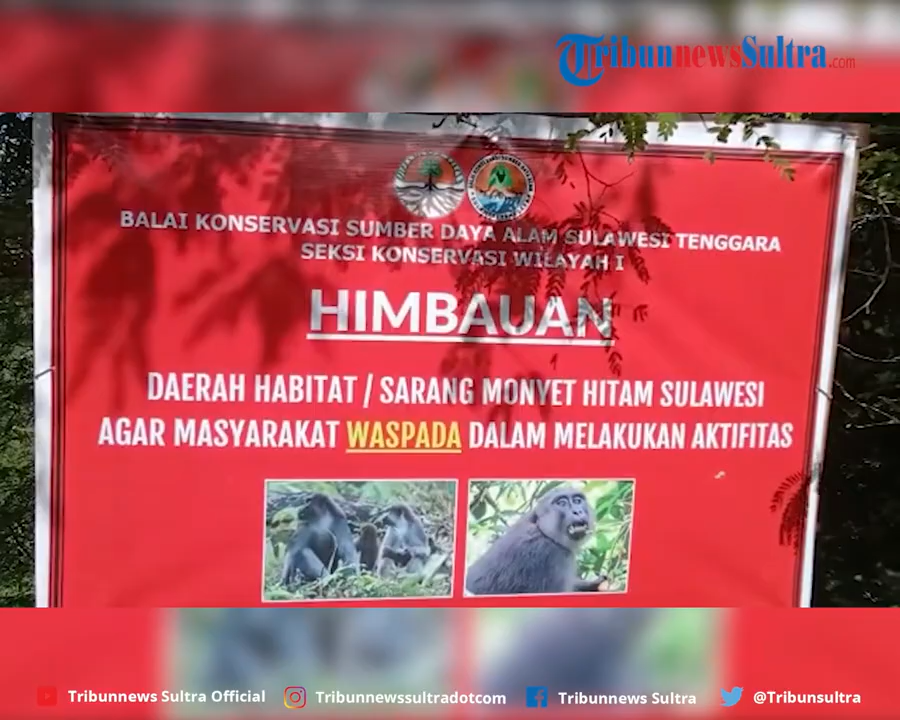 TribunnewsSultra.com
BALAI KONSERVASI SUMBER DAYA ALAM SULAWESI TENGGARA
SEKSI KONSERVASI WILAYAH I
HIMBAUAN
DAERAH HABITAT / SARANG MONYET HITAM SULAWESI
AGAR MASYARAKAT WASPADA DALAM MELAKUKAN AKTIFITAS
Tribunnews Sultra Official Tribunnewssultradotcom Tribunnews Sultra @Tribunsultra